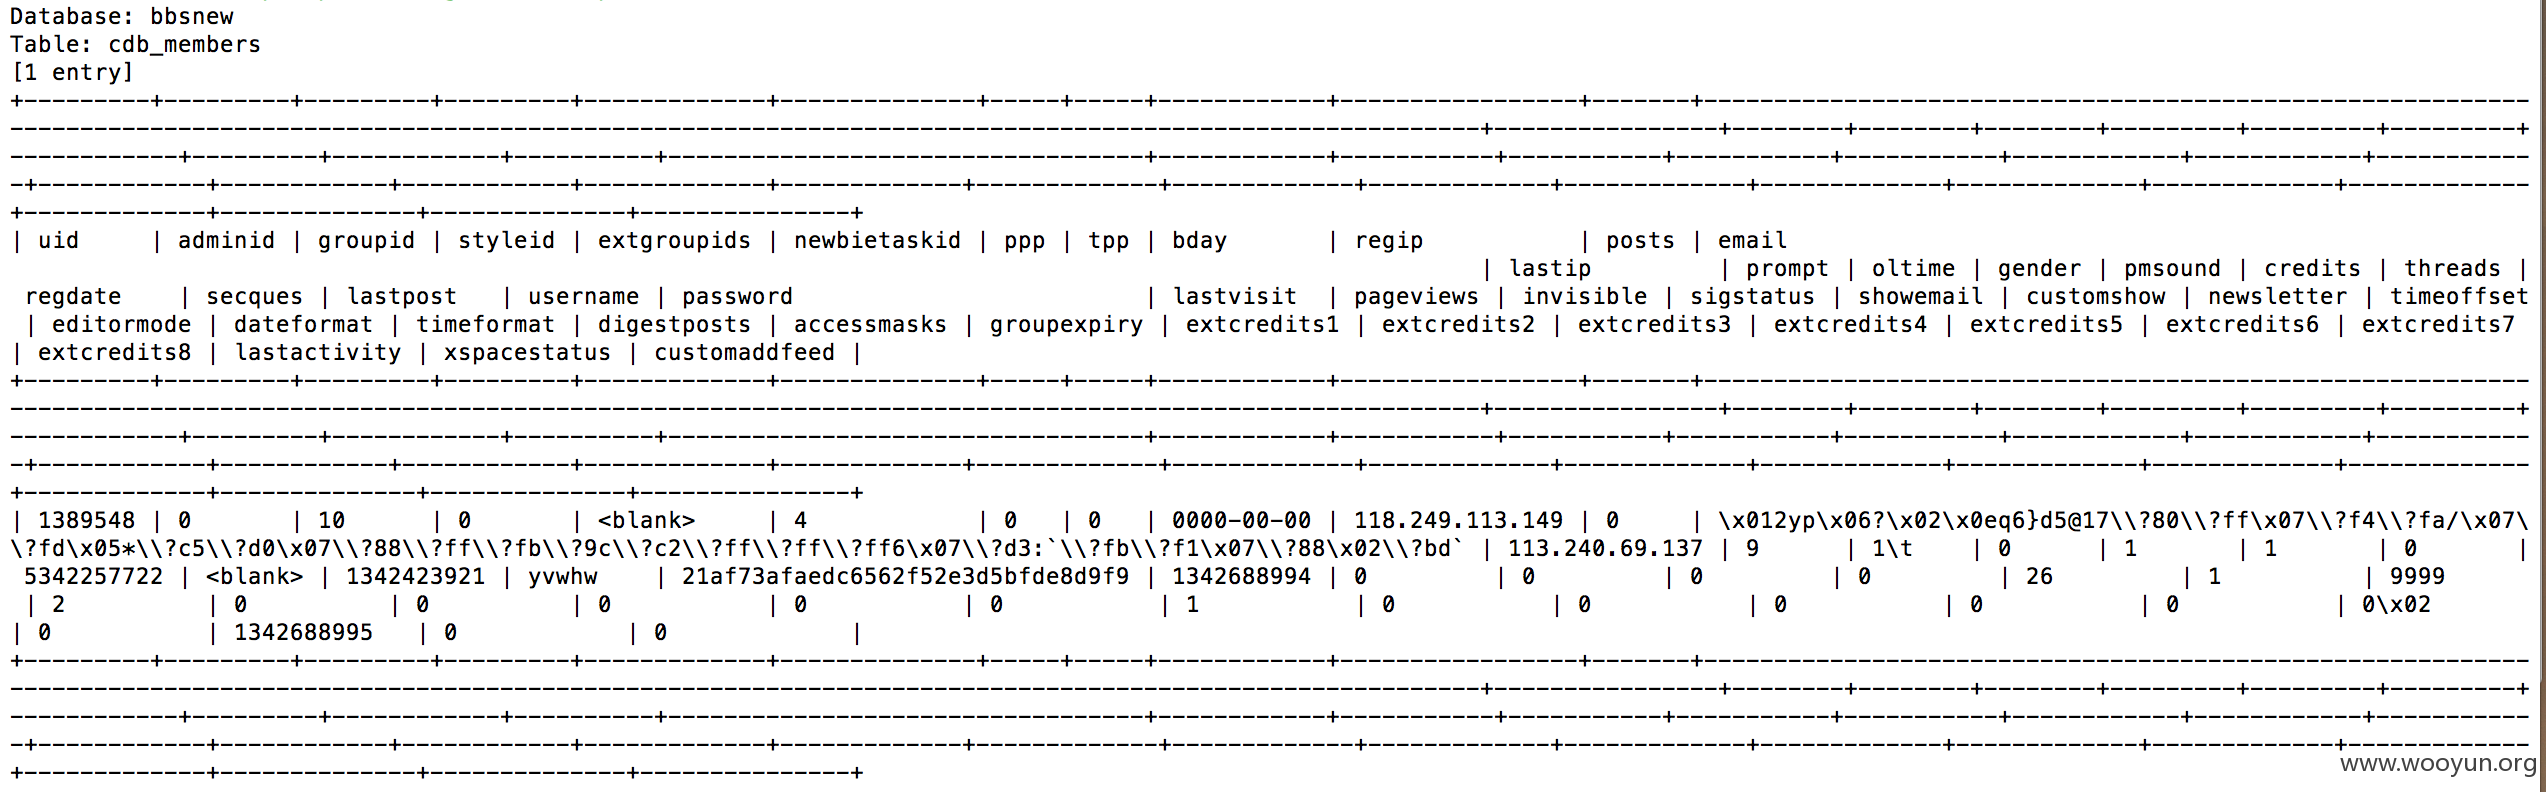 Database: bbsnew
Table: cdb_members
[1 entry]
| uid | adminid | groupid | styleid | extgroupids | newbietaskid | ppp | tpp | bday | regip | posts | email
| lastip | prompt | oltime | gender | pmsound | credits | threads |
regdate | secques | lastpost | username | password | lastvisit | pageviews | invisible | sigstatus | showemail | customshow | newsletter | timeoffset
| editormode | dateformat | timeformat | digestposts | accessmasks | groupexpiry | extcredits1 | extcredits2 | extcredits3 | extcredits4 | extcredits5 | extcredits6 | extcredits7
| extcredits8 | lastactivity | xspacestatus | customaddfeed |
| 1389548 | 0 | 10 | 0 | <blank> | 4 | 0 | 0 | 0000-00-00 | 118.249.113.149 | 0 | \x012yp\x06?\x02\x0eq6}d5@17\\?80\\?ff\x07\\?f4\\?fa/\x07\
\?fd\x05*\\?c5\\?d0\x07\\?88\\?ff\\?fb\\?9c\\?c2\\?ff\\?ff\\?ff6\x07\\?d3:`\\?fb\\?f1\x07\\?88\x02\\?bd` | 113.240.69.137 | 9 | 1\t | 0 | 1 | 1 | 0 |
5342257722 | <blank> | 1342423921 | yvwhw | 21af73afaedc6562f52e3d5bfde8d9f9 | 1342688994 | 0 | 0 | 0 | 0 | 26 | 1 | 9999
| 2 | 0 | 0 | 0 | 0 | 0 | 1 | 0 | 0 | 0 | 0 | 0 | 0\x02
| 0 | 1342688995 | 0 | 0 |
www.wooyun.org